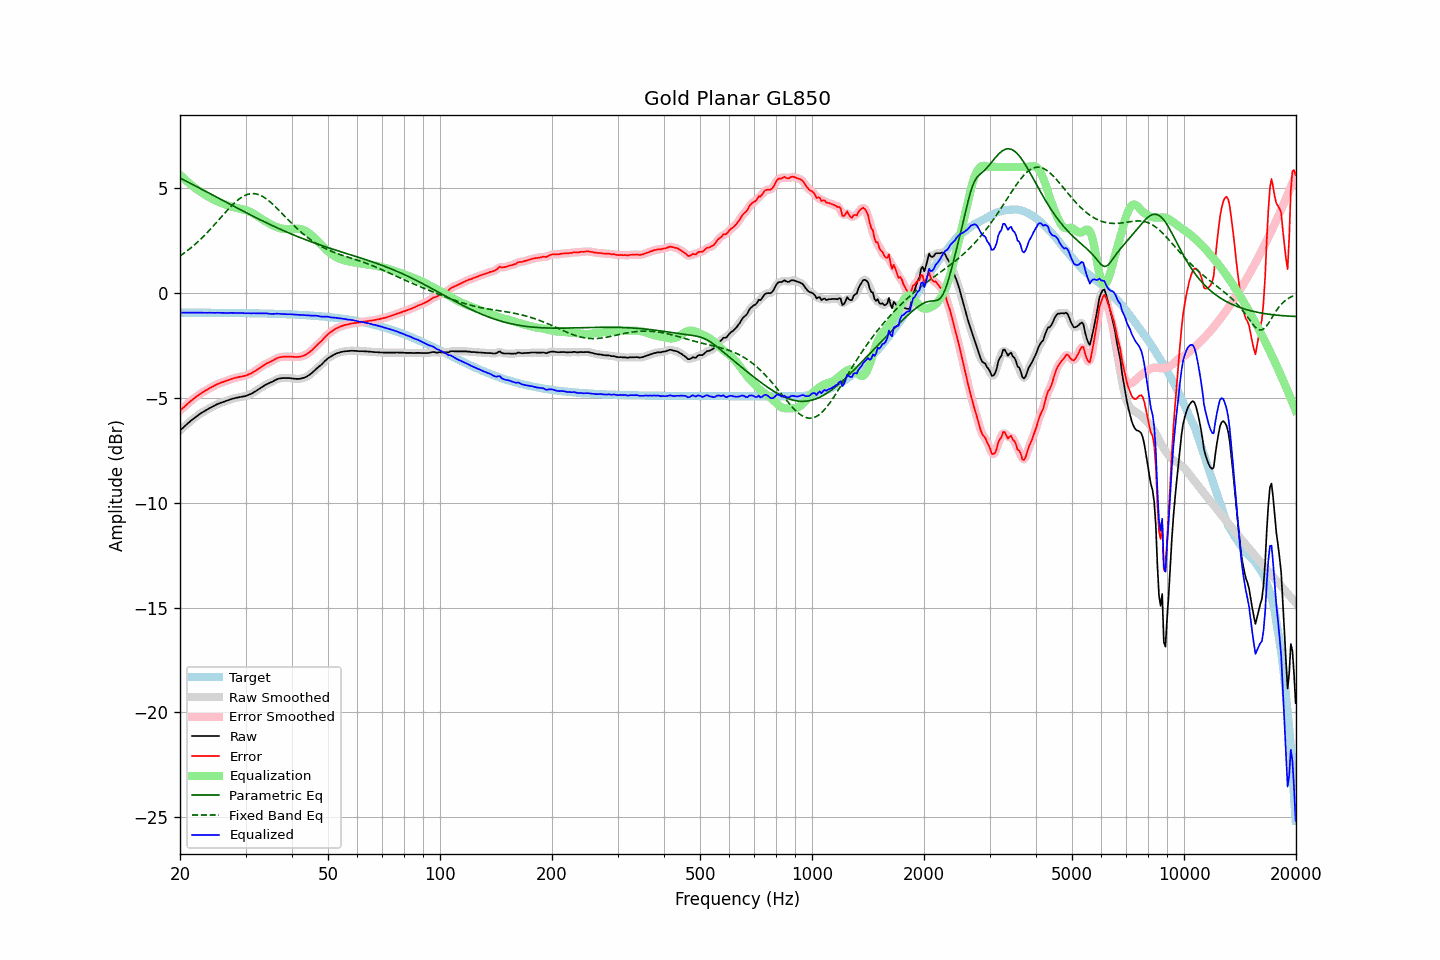 Gold Planar GL850
Amplitude (dBr)
5
0
−5
−10
−15
−20
−25
Target
Raw Smoothed
Error Smoothed
Raw
Error
Equalization
Parametric Eq
Fixed Band Eq
Equalized
20 50 100 200 500 1000 2000 5000 10000 20000
Frequency (Hz)